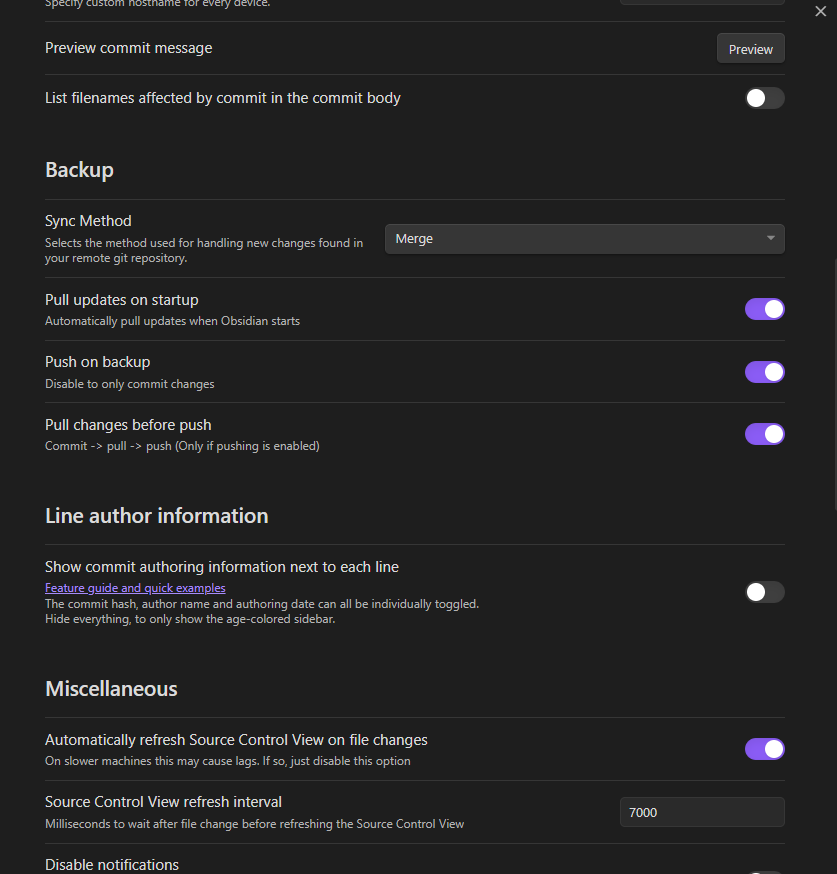 Specify custom hostname for every device.
Preview commit message
Preview
List filenames affected by commit in the commit body
Backup
Sync Method
Selects the method used for handling new changes found in
your remote git repository.
Merge
Pull updates on startup
Automatically pull updates when Obsidian starts
Push on backup
Disable to only commit changes
Pull changes before push
Commit -> pull -> push (Only if pushing is enabled)
Line author information
Show commit authoring information next to each line
Feature guide and quick examples
The commit hash, author name and authoring date can all be individually toggled.
Hide everything, to only show the age-colored sidebar.
Miscellaneous
Automatically refresh Source Control View on file changes
On slower machines this may cause lags. If so, just disable this option
Source Control View refresh interval
Milliseconds to wait after file change before refreshing the Source Control View
7000
Disable notifications